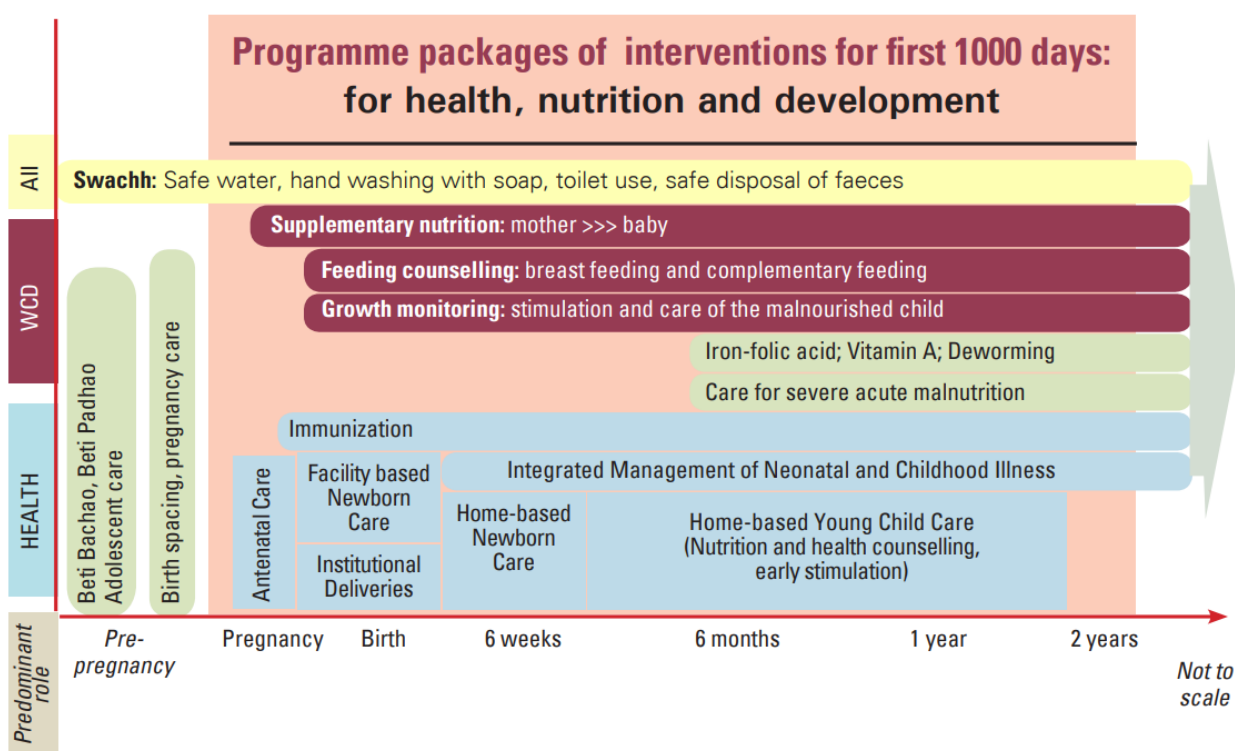 Programme packages of interventions for first 1000 days:
for health, nutrition and development
All
Swachh: Safe water, hand washing with soap, toilet use, safe disposal of faeces
WCD
Supplementary nutrition: mother >>> baby
Feeding counselling: breast feeding and complementary feeding
Growth monitoring: stimulation and care of the malnourished child
Iron-folic acid; Vitamin A; Deworming
Care for severe acute malnutrition
Beti Bachao, Beti Padhao
Adolescent care
Birth spacing, pregnancy care
HEALTH
Immunization
Antenatal Care
Facility based
Newborn
Care
Institutional
Deliveries
Integrated Management of Neonatal and Childhood Illness
Home-based
Newborn
Care
Home-based Young Child Care
(Nutrition and health counselling,
early stimulation)
Predominant
role
Pre-
pregnancy
Pregnancy
Birth
6 weeks
6 months
1 year
2 years
Not to
scale